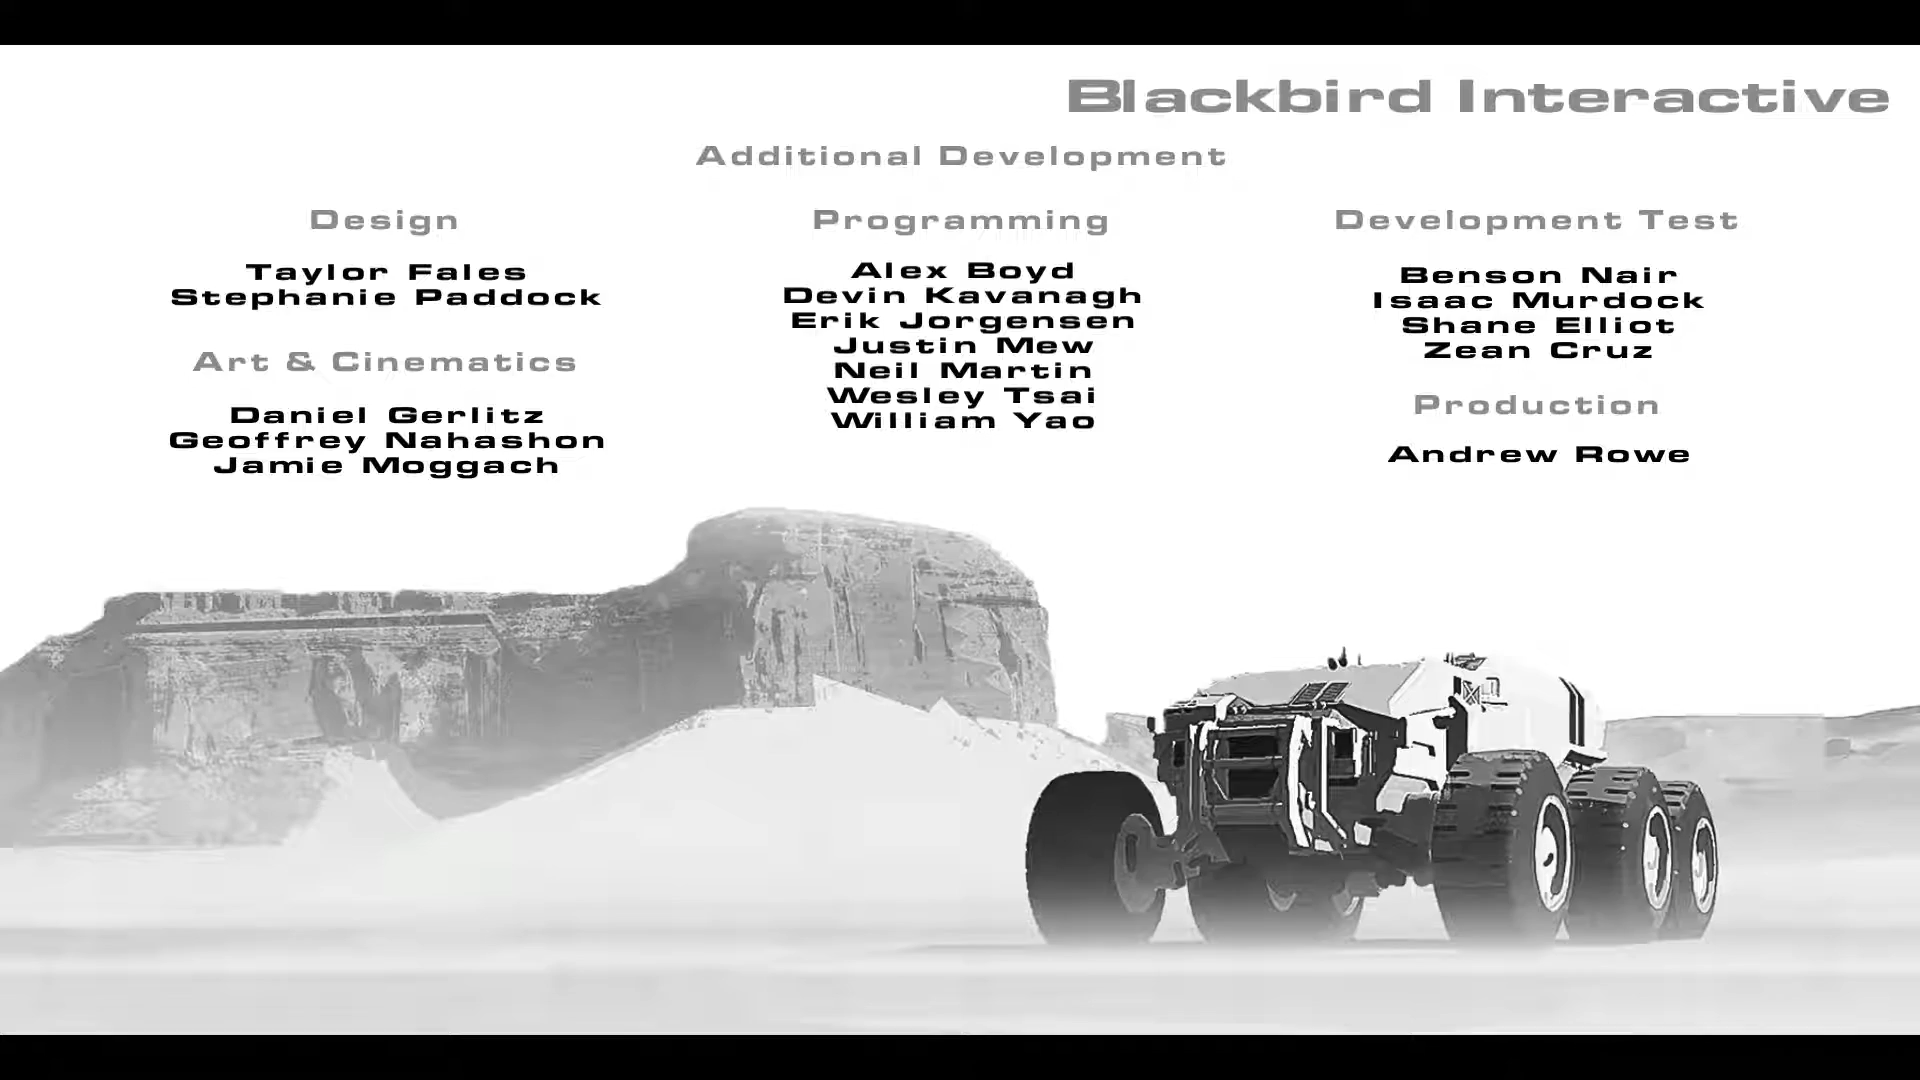 Blackbird Interactive
Additional Development
Design
Taylor Fales
Stephanie Paddock
Art & Cinematics
Daniel Gerlitz
Geoffrey Nahashon
Jamie Moggach
Programming
Alex Boyd
Devin Kavanagh
Erik Jorgensen
Justin Mew
Neil Martin
Wesley Tsai
William Yao
Development Test
Benson Nair
Isaac Murdock
Shane Elliot
Zean Cruz
Production
Andrew Rowe